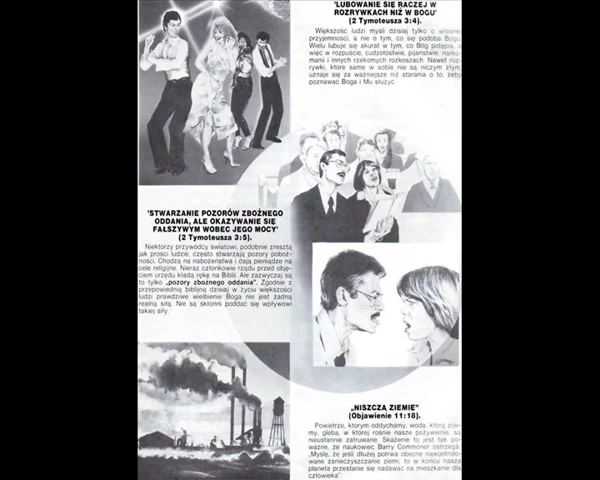 'LUBOWANIE SIĘ RACZEJ W
ROZRYWKACH NIŻ W BOGU'
(2 Tymoteusza 3:4).
Większość ludzi myśli dzisiaj tylko o własnej
przyjemności, a nie o tym, co się podoba Bogu.
Wielu lubuje się akurat w tym, co Bóg potępia, a
więc w rozpuście, cudzołóstwie, pijaństwie, narko-
manii i innych rzekomych rozkoszach. Nawet roz-
rywki, które same w sobie nie są niczym złym,
uznaje się za ważniejsze niż starania o to, żeby
poznawać Boga i Mu służyć.
'STWARZANIE POZORÓW ZBOŻNEGO
ODDANIA, ALE OKAZYWANIE SIĘ
FAŁSZYWYM WOBEC JEGO MOCY'
(2 Tymoteusza 3:5).
Niektórzy przywódcy światowi, podobnie zresztą
jak prości ludzie, często stwarzają pozory poboż-
ności. Chodzą na nabożeństwa i dają pieniądze na
cele religijne. Nieraz członkowie rządu przed obję-
ciem urzędu kładą rękę na Biblii. Ale zazwyczaj są
to tylko „pozory zbożnego oddania". Zgodnie z
przepowiednią biblijną dzisiaj w życiu większości
ludzi prawdziwe wielbienie Boga nie jest żadną
realną siłą. Nie są skłonni poddać się wpływowi
takiej siły.
„NISZCZĄ ZIEMIĘ"
(Objawienie 11:18).
Powietrze, którym oddychamy, woda, którą pije-
my, gleba, w której rośnie nasze pożywienie, są
nieustannie zatruwane. Skażenie to jest tak po-
ważne, że naukowiec Barry Commoner ostrzega:
„Myślę, że jeśli dłużej potrwa obecne niekontrolo-
wane zanieczyszczanie ziemi, to w końcu nasza
planeta przestanie się nadawać na mieszkanie dla
człowieka"